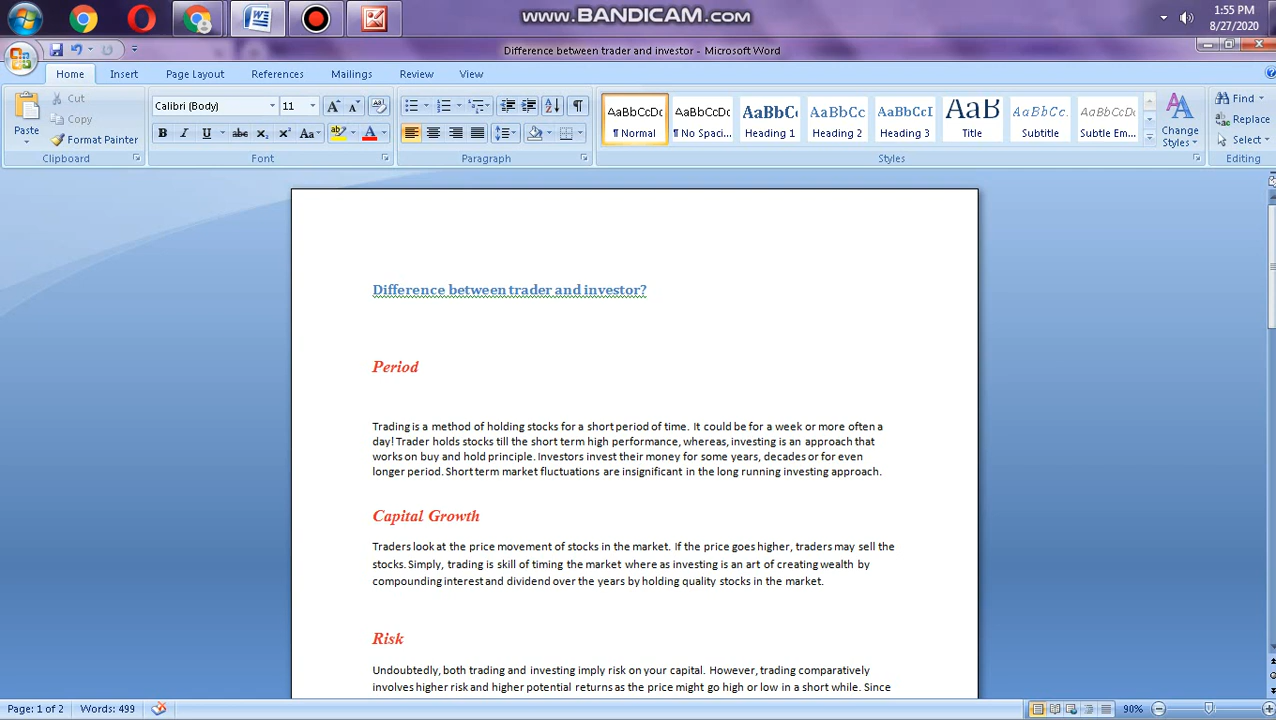 www.BANDICAM.com
1:55 PM
8/27/2020
Difference between trader and investor - Microsoft Word
Home Insert Page Layout References Mailings Review View
Paste
Cut
Copy
Format Painter
Clipboard
Calibri (Body) 11
Font
Paragraph
AaBbCcDc AaBbCcDc AaBbCc AaBbCc AaBbCcI AaB AaBbCc. AaBbCcDc
¶ Normal ¶ No Spaci... Heading 1 Heading 2 Heading 3 Title Subtitle Subtle Em...
Change Styles
Styles
Find
Replace
Select
Editing
Difference between trader and investor?
Period
Trading is a method of holding stocks for a short period of time. It could be for a week or more often a
day! Trader holds stocks till the short term high performance, whereas, investing is an approach that
works on buy and hold principle. Investors invest their money for some years, decades or for even
longer period. Short term market fluctuations are insignificant in the long running investing approach.
Capital Growth
Traders look at the price movement of stocks in the market. If the price goes higher, traders may sell the
stocks. Simply, trading is skill of timing the market where as investing is an art of creating wealth by
compounding interest and dividend over the years by holding quality stocks in the market.
Risk
Undoubtedly, both trading and investing imply risk on your capital. However, trading comparatively
involves higher risk and higher potential returns as the price might go high or low in a short while. Since
Page: 1 of 2 Words: 499 90%